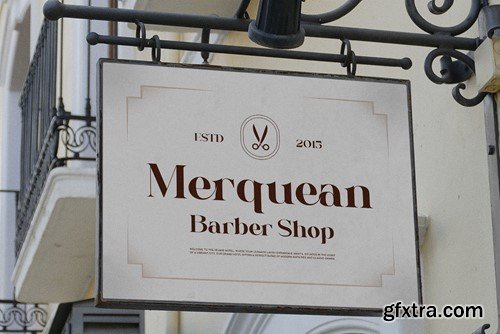 ESTD 2015
Merquean
Barber Shop
gfxtra.com